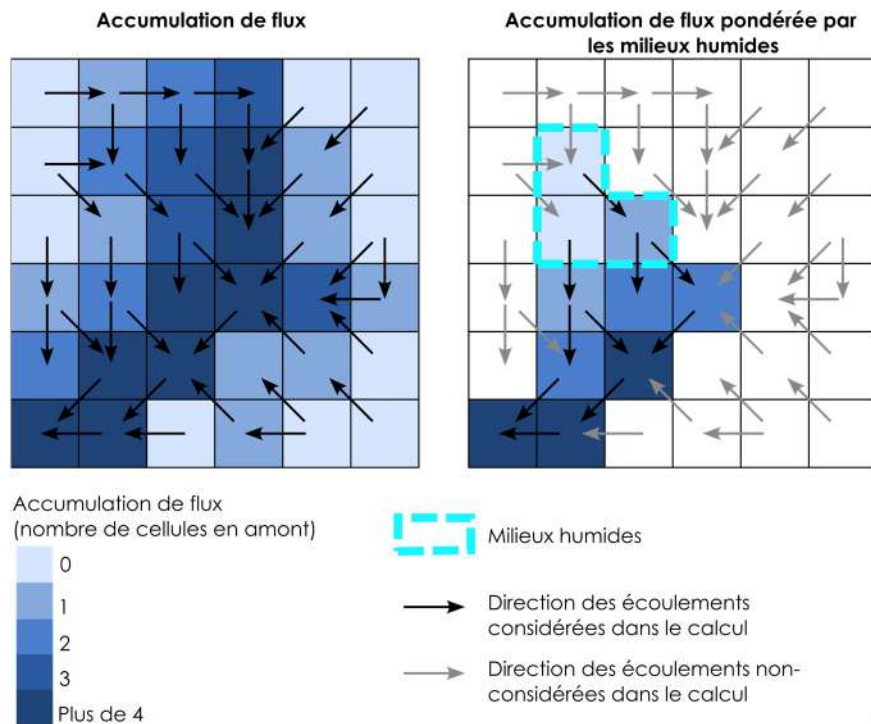 Accumulation de flux
Accumulation de flux pondérée par
les milieux humides
Accumulation de flux
(nombre de cellules en amont)
0
1
2
3
Plus de 4
Milieux humides
Direction des écoulements
considérées dans le calcul
Direction des écoulements non-
considérées dans le calcul